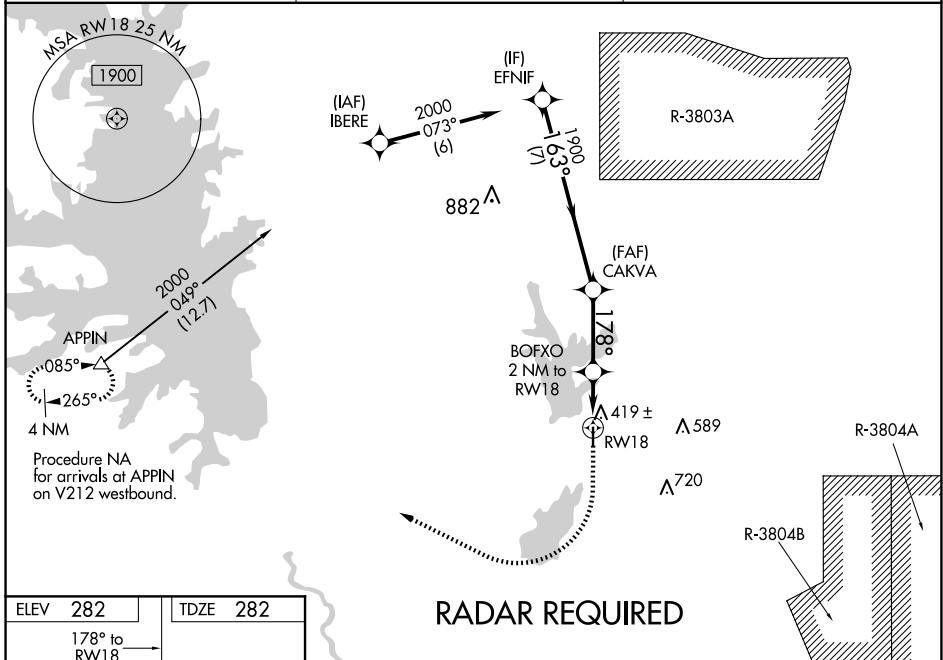 MSA RW18 25 NM
1900
(IAF)
IBERE
2000
073°
(6)
(IF)
EFNIF
1900
163°
(7)
R-3803A
882
(FAF)
CAKVA
2000
049°
(12.7)
APPIN
085°
265°
4 NM
178°
BOFXO
2 NM to
RW18
419 ±
RW18
589
720
Procedure NA
for arrivals at APPIN
on V212 westbound.
R-3804A
R-3804B
RADAR REQUIRED
ELEV 282
TDZE 282
178° to
RW18